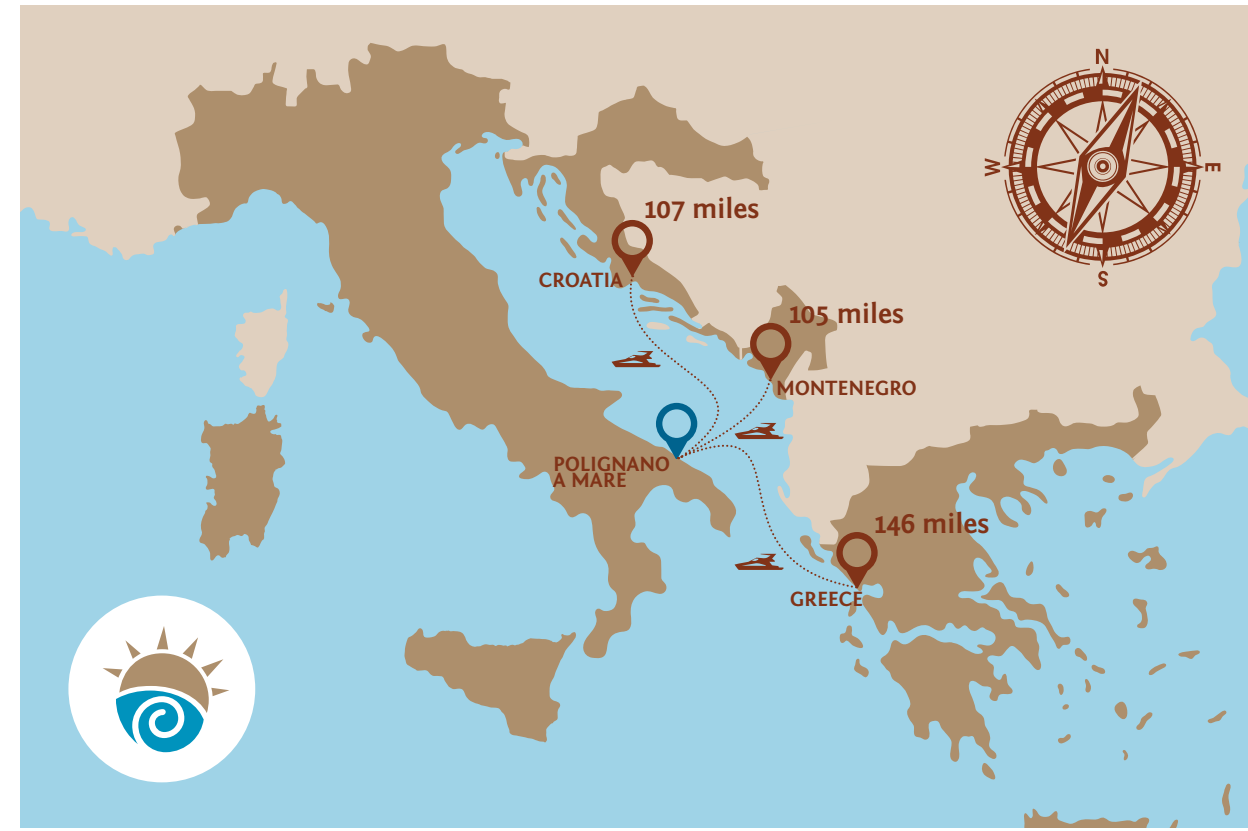 N
W
E
S
107 miles
CROATIA
105 miles
MONTENEGRO
POLIGNANO
A MARE
146 miles
GREECE